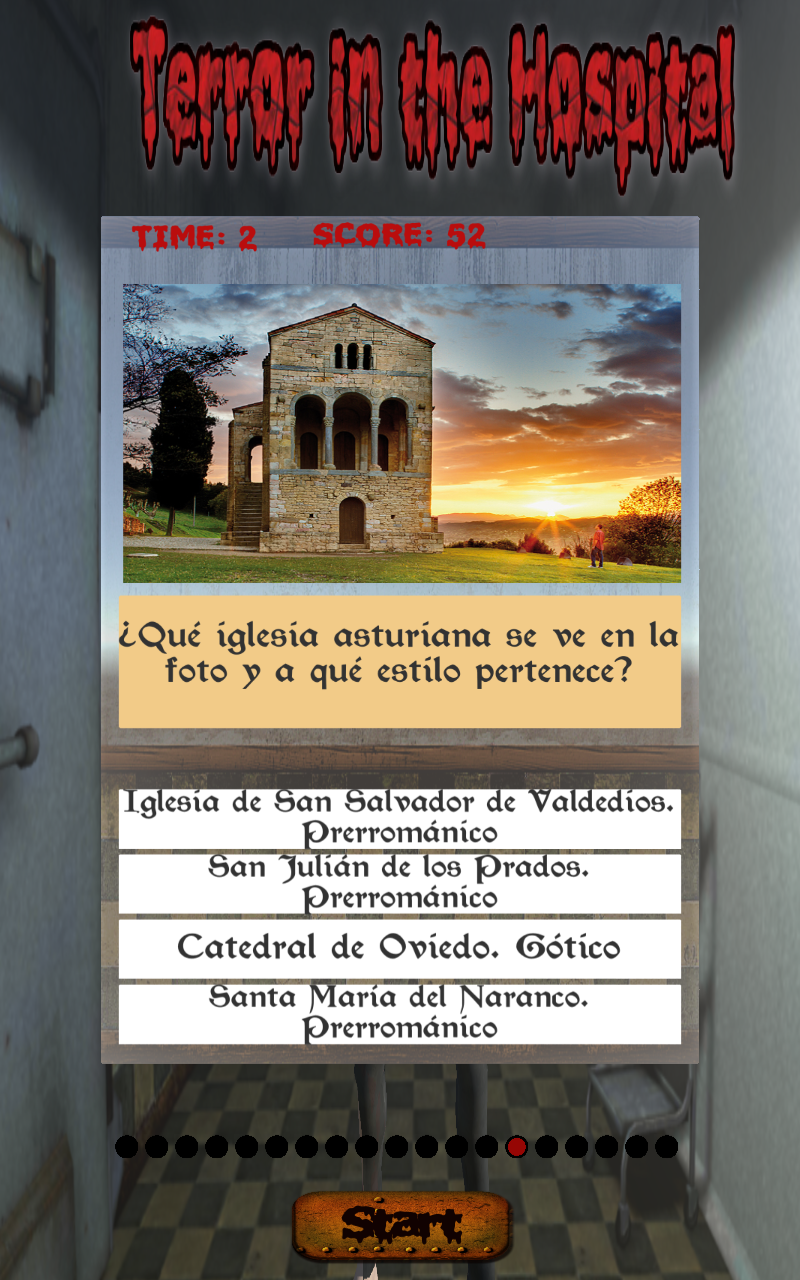 Terror in the Hospital
TIME: 2 SCORE: 52
¿Qué iglesia asturiana se ve en la
foto y a qué estilo pertenece?
Iglesia de San Salvador de Valdedios.
Prerrománico
San Julián de los Prados.
Prerrománico
Catedral de Oviedo. Gótico
Santa María del Naranco.
Prerrománico
Start